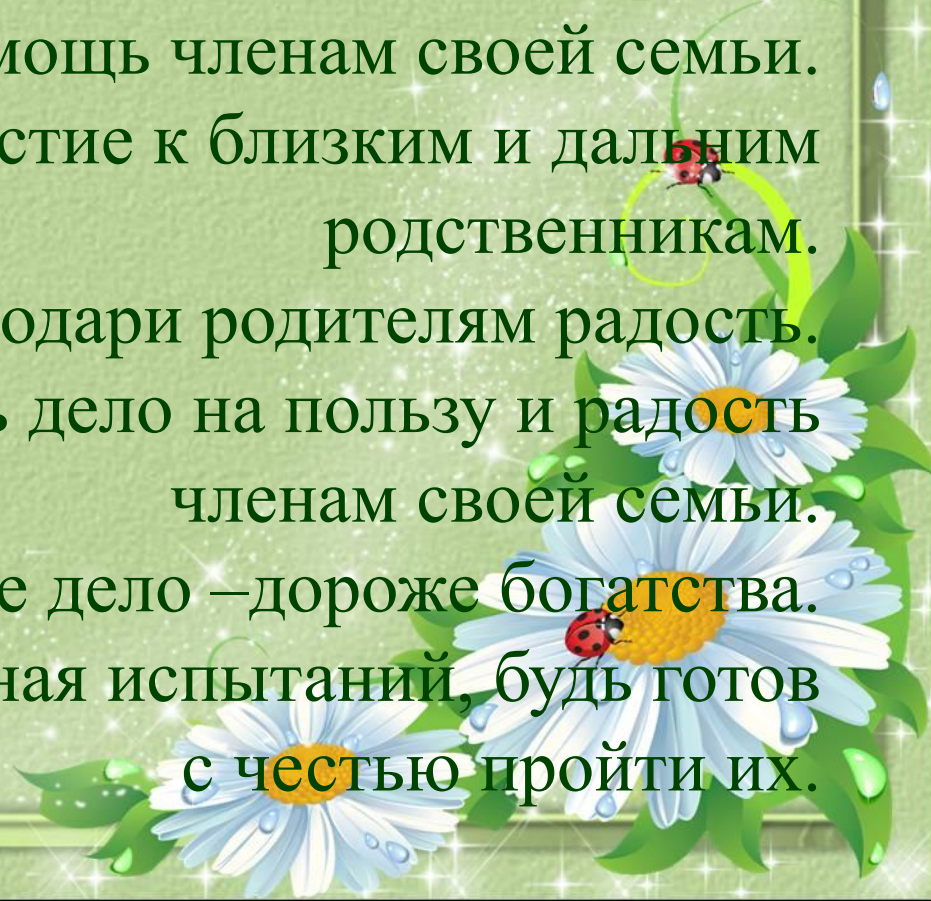 мощь членам своей семьи.
стие к близким и дальним
родственникам.
одари родителям радость.
ь дело на пользу и радость
членам своей семьи.
е дело –дороже богатства.
ная испытаний, будь готов
с честью пройти их.